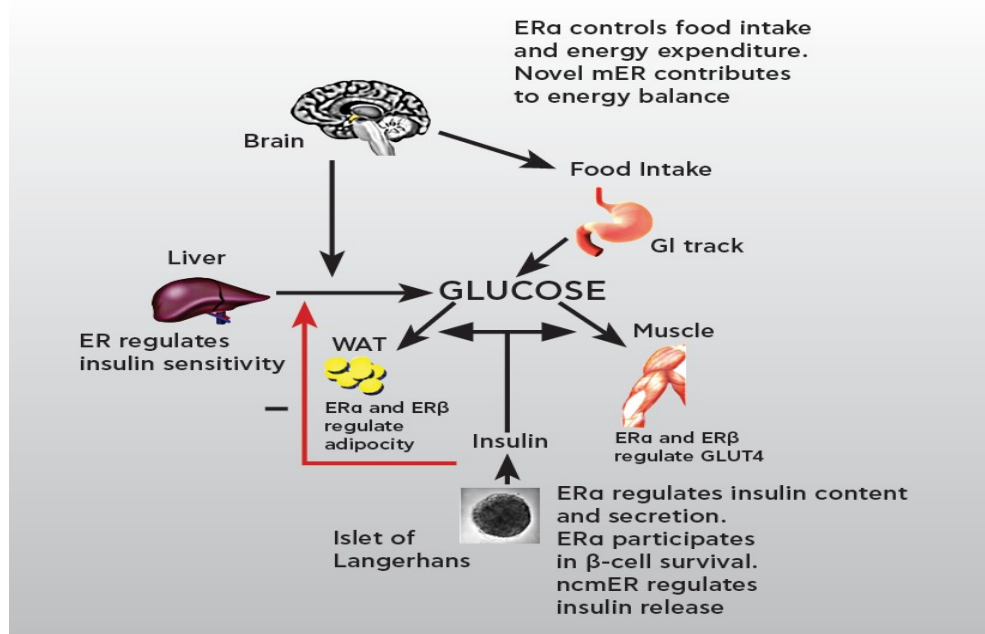 ERα controls food intake
and energy expenditure.
Novel mER contributes
to energy balance
Brain
Food Intake
GI track
Liver
GLUCOSE
ER regulates
insulin sensitivity
WAT
Muscle
ERα and ERβ
regulate
adipocity
ERα and ERβ
regulate GLUT4
Insulin
Islet of
Langerhans
ERα regulates insulin content
and secretion.
ERα participates
in β-cell survival.
ncmER regulates
insulin release